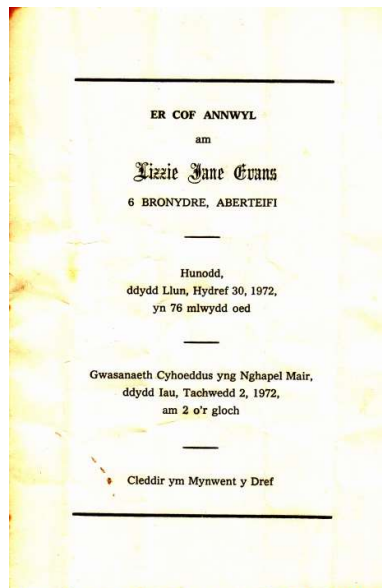 ER COF ANNWYL
am
Lizzie Jane Evans
6 BRONYDRE, ABERTEIFI
Hunodd,
ddydd Llun, Hydref 30, 1972,
yn 76 mlwydd oed
Gwasanaeth Cyhoeddus yng Nghapel Mair,
ddydd Iau, Tachwedd 2, 1972,
am 2 o'r gloch
Cleddir ym Mynwent y Dref